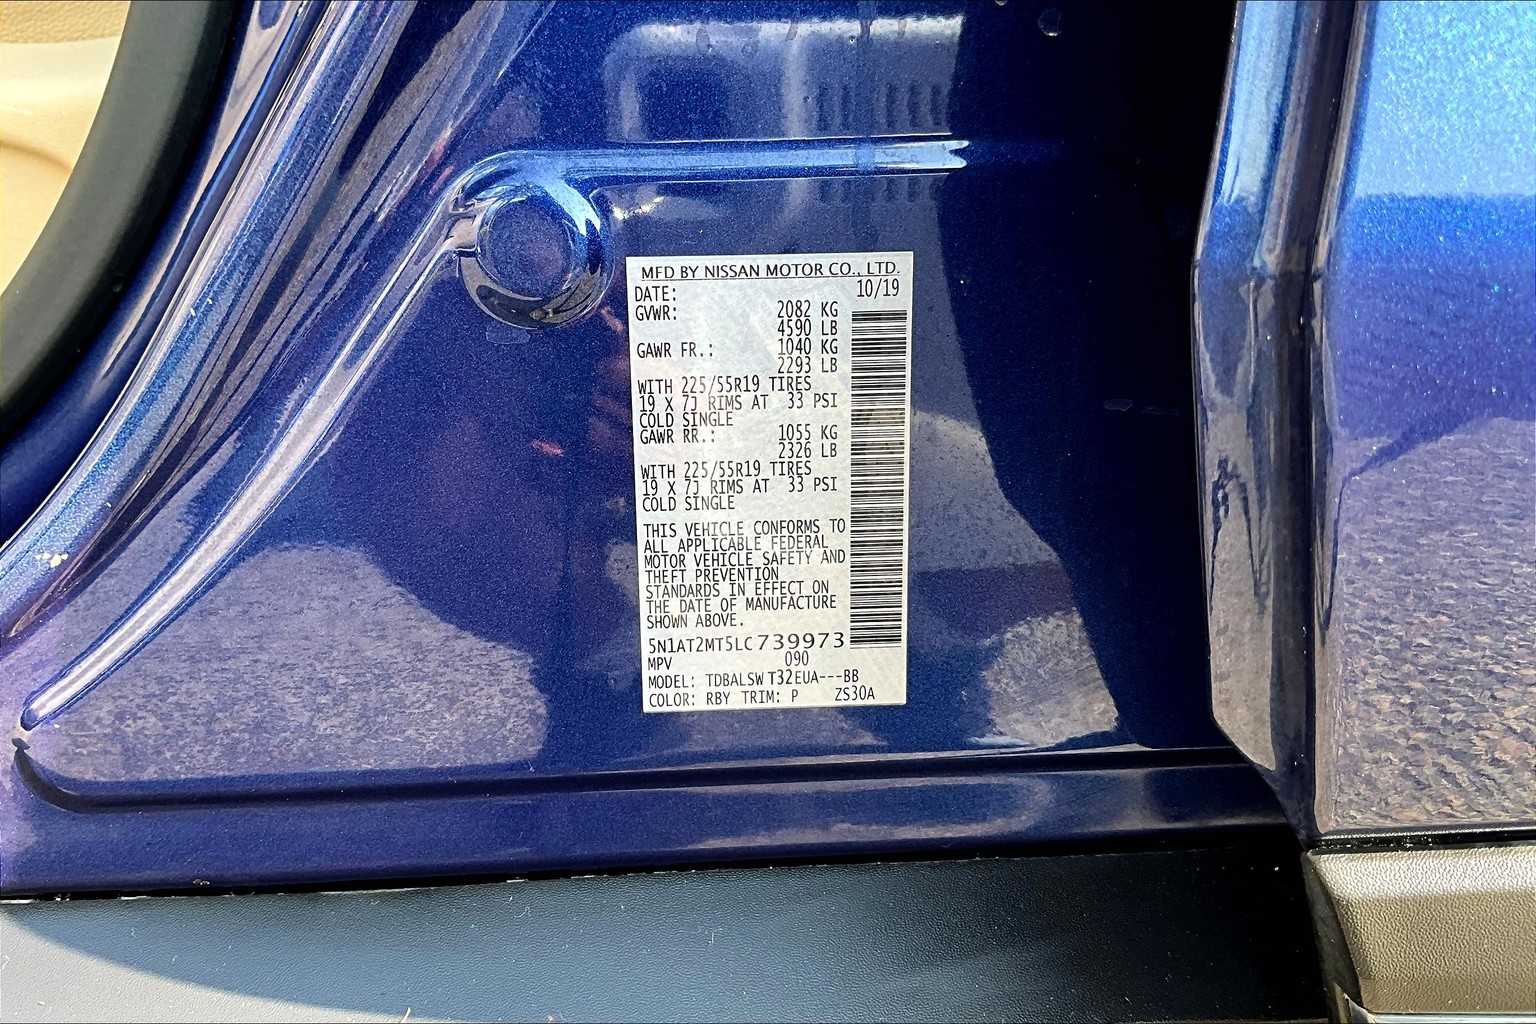 MFD BY NISSAN MOTOR CO., LTD.
DATE: 10/19
GVWR: 2082 KG
4590 LB
GAWR FR.: 1040 KG
2293 LB
WITH 225/55R19 TIRES
19 X 7J RIMS AT 33 PSI
COLD SINGLE
GAWR RR.: 1055 KG
2326 LB
WITH 225/55R19 TIRES
19 X 7J RIMS AT 33 PSI
COLD SINGLE
THIS VEHICLE CONFORMS TO
ALL APPLICABLE FEDERAL
MOTOR VEHICLE SAFETY AND
THEFT PREVENTION
STANDARDS IN EFFECT ON
THE DATE OF MANUFACTURE
SHOWN ABOVE.
5N1AT2MT5LC739973
MPV 090
MODEL: TDBALSW T32EUA---BB
COLOR: RBY TRIM: P ZS30A